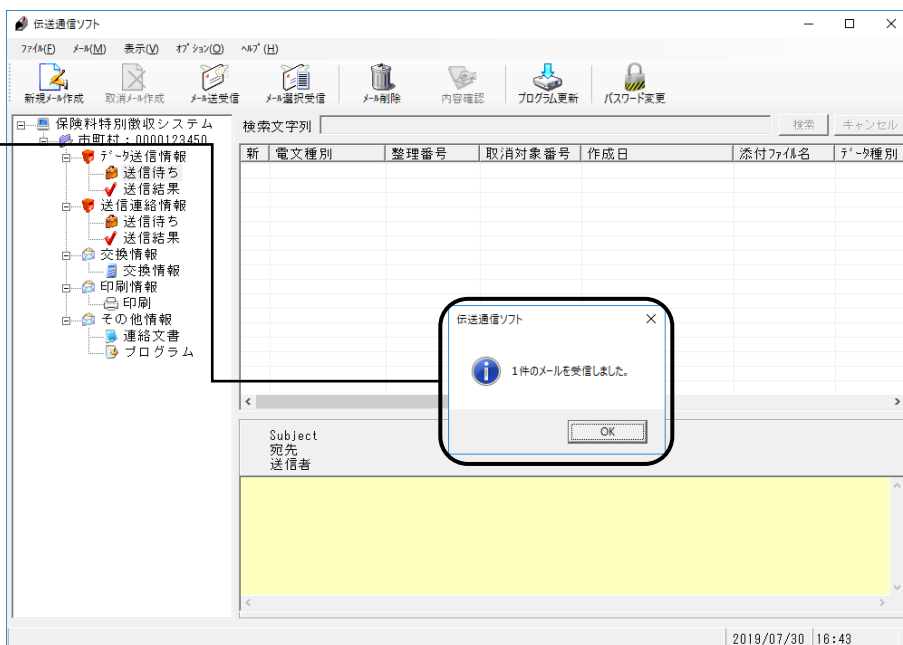 伝送通信ソフト
ファイル(F) メール(M) 表示(V) オプション(O) ヘルプ(H)
新規メール作成 取消メール作成 メール送受信 メール選択受信 メール削除 内容確認 プログラム更新 パスワード変更
検索文字列 検索 キャンセル
保険料特別徴収システム
市町村：0000123450
データ送信情報
送信待ち
送信結果
送信連絡情報
送信待ち
送信結果
交換情報
交換情報
印刷情報
印刷
その他情報
連絡文書
プログラム
新 電文種別 整理番号 取消対象番号 作成日 添付ファイル名 データ種別
伝送通信ソフト
1件のメールを受信しました。
OK
Subject
宛先
送信者
2019/07/30 16:43